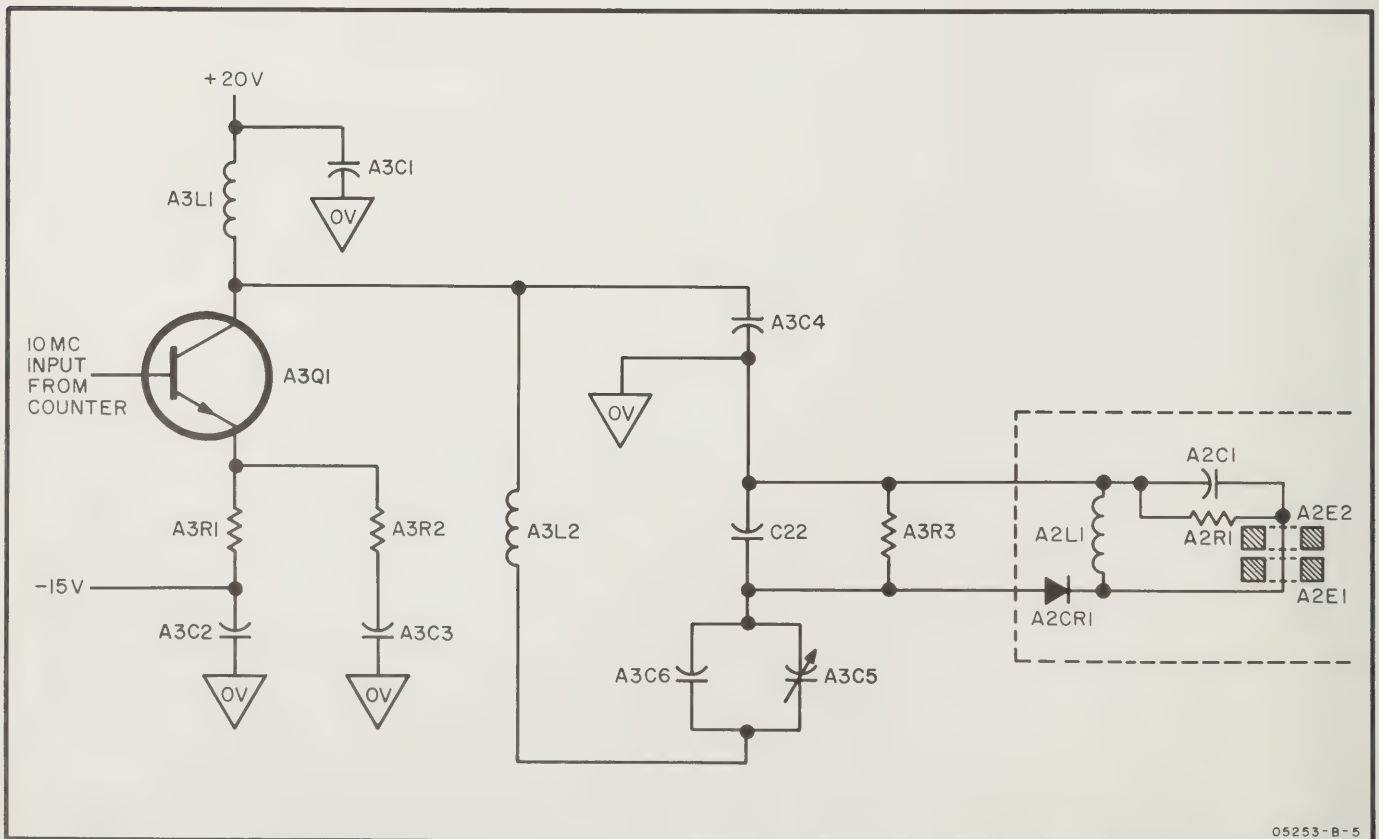 +20V
A3C1
A3L1
0V
10 MC
INPUT
FROM
COUNTER
A3Q1
A3C4
0V
A3R1
A3R2
A3L2
C22
A3R3
A2L1
A2C1
A2R1
A2E2
A2E1
A2CR1
-15V
A3C2
A3C3
A3C6
A3C5
0V
0V
05253-B-5